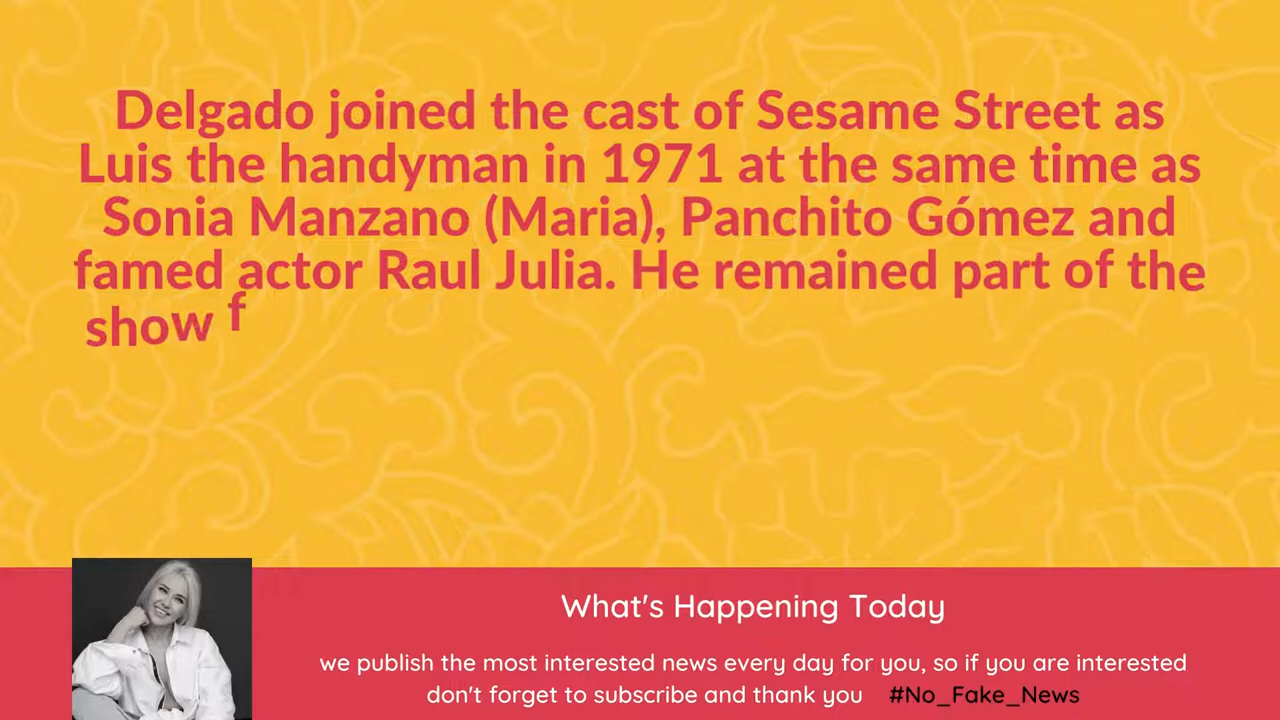 Delgado joined the cast of Sesame Street as
Luis the handyman in 1971 at the same time as
Sonia Manzano (Maria), Panchito Gómez and
famed actor Raul Julia. He remained part of the
show f
What's Happening Today
we publish the most interested news every day for you, so if you are interested
don't forget to subscribe and thank you #No_Fake_News